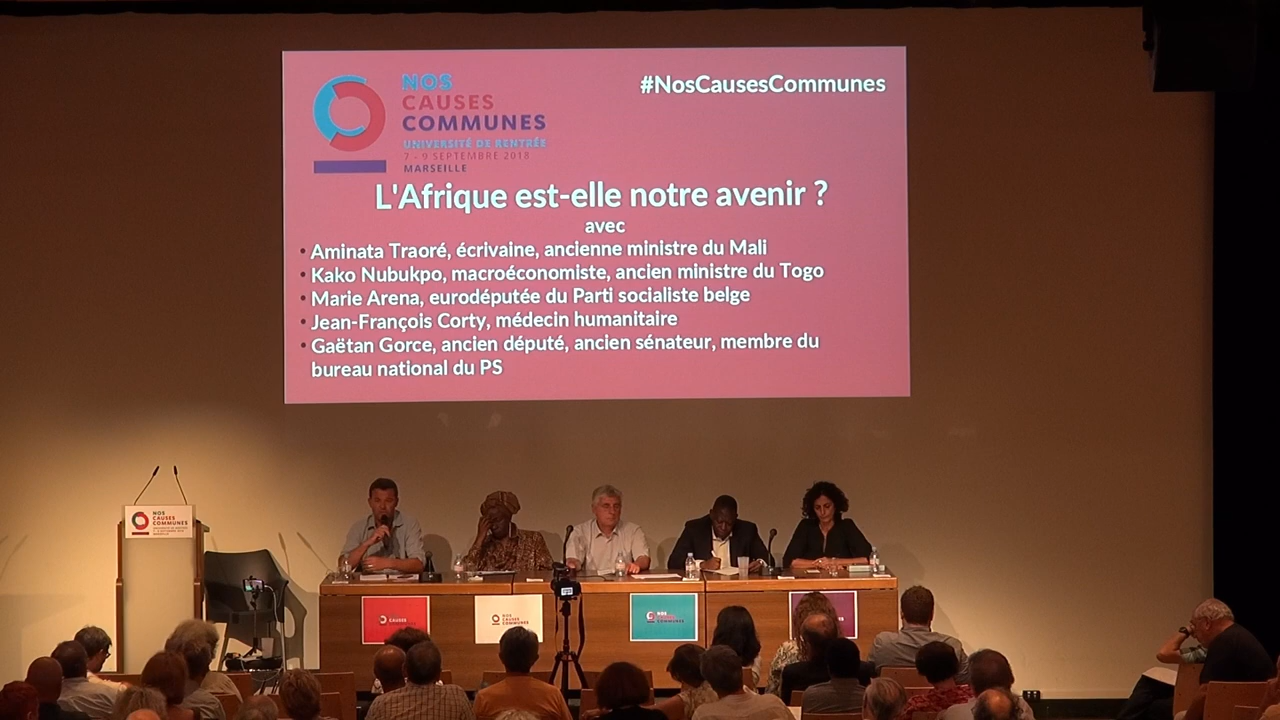 NOS
CAUSES
COMMUNES
UNIVERSITÉ DE RENTRÉE
7 - 9 SEPTEMBRE 2018
MARSEILLE
#NosCausesCommunes
L'Afrique est-elle notre avenir ?
avec
• Aminata Traoré, écrivaine, ancienne ministre du Mali
• Kako Nubukpo, macroéconomiste, ancien ministre du Togo
• Marie Arena, eurodéputée du Parti socialiste belge
• Jean-François Corty, médecin humanitaire
• Gaëtan Gorce, ancien député, ancien sénateur, membre du
bureau national du PS
NOS
CAUSES
COMMUNES
CAUSES
NOS
CAUSES
COMMUNES
NOS
COMMUNES